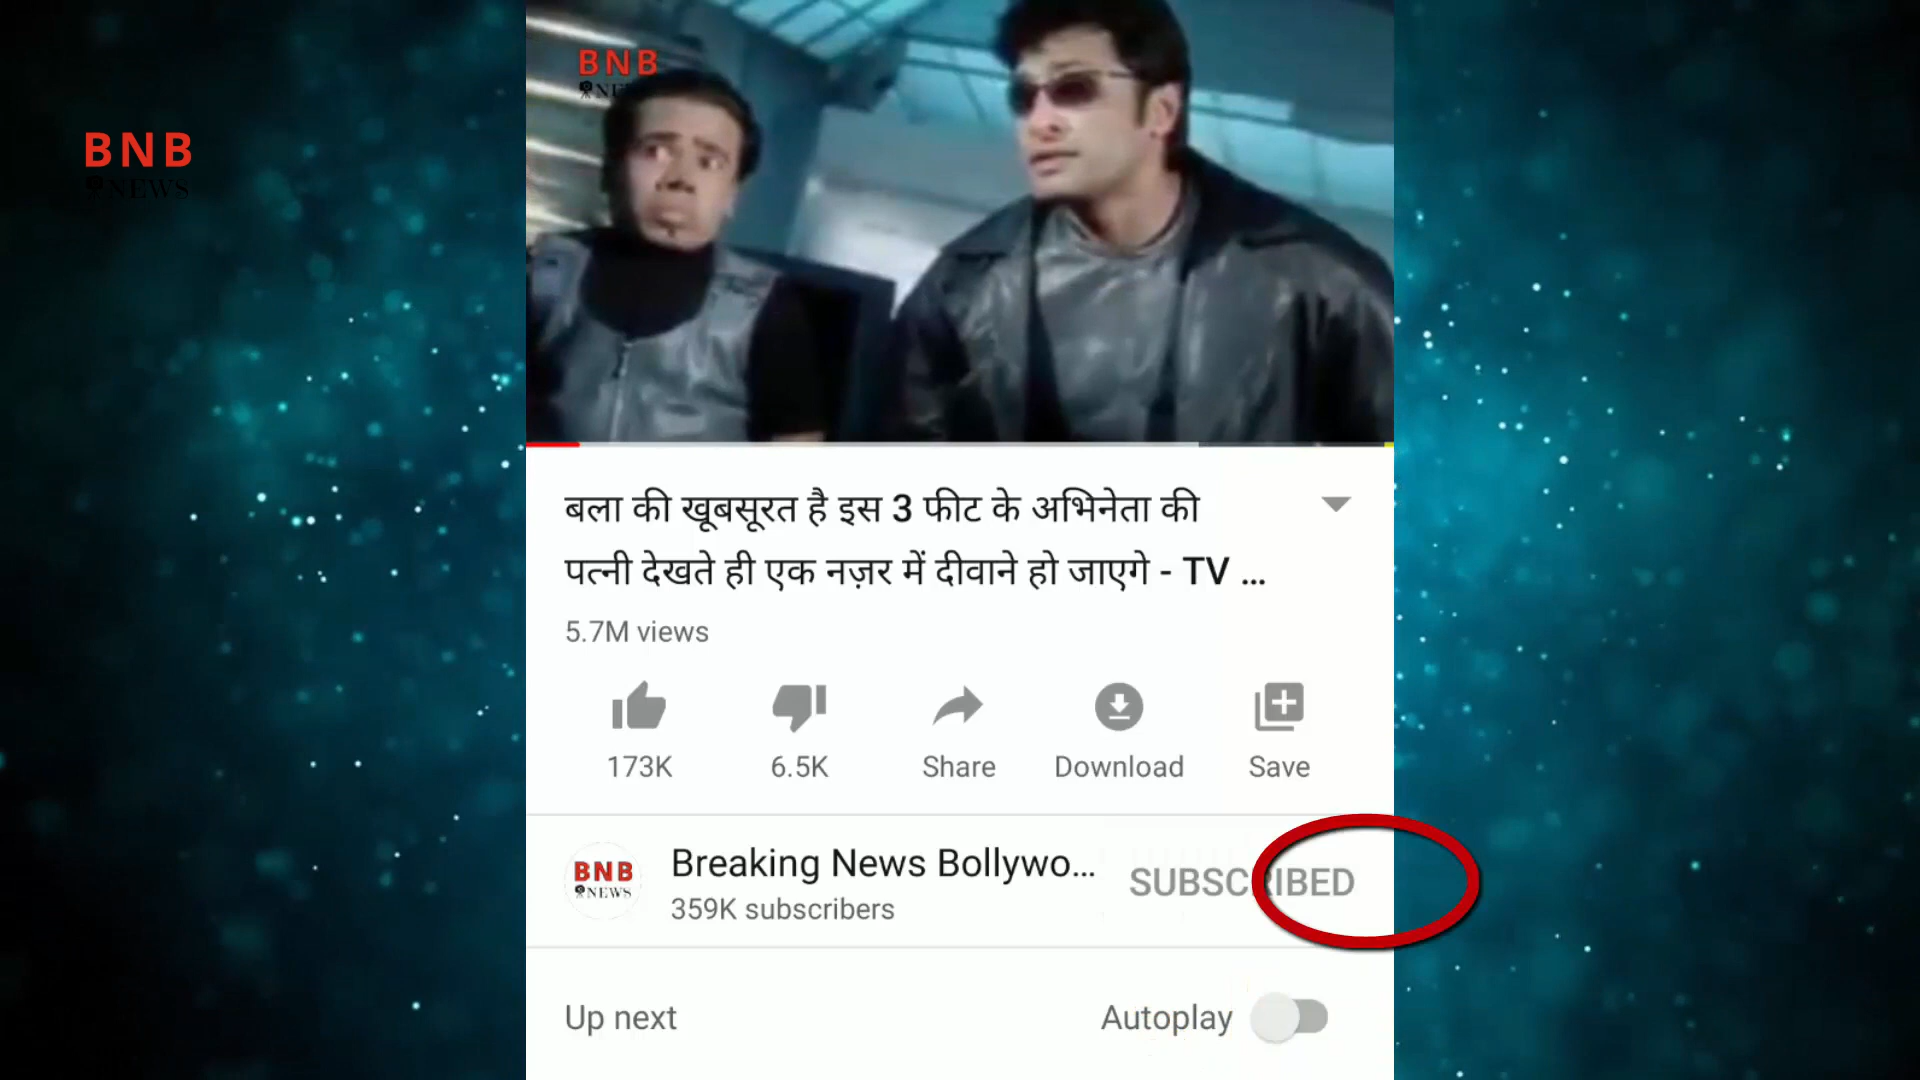 BNB
NEWS
BNB
बला की खूबसूरत है इस 3 फीट के अभिनेता की
पत्नी देखते ही एक नज़र में दीवाने हो जाएगे - TV ...
5.7M views
173K
6.5K
Share
Download
Save
BNB
NEWS
Breaking News Bollywo...
359K subscribers
SUBSCRIBED
Up next
Autoplay